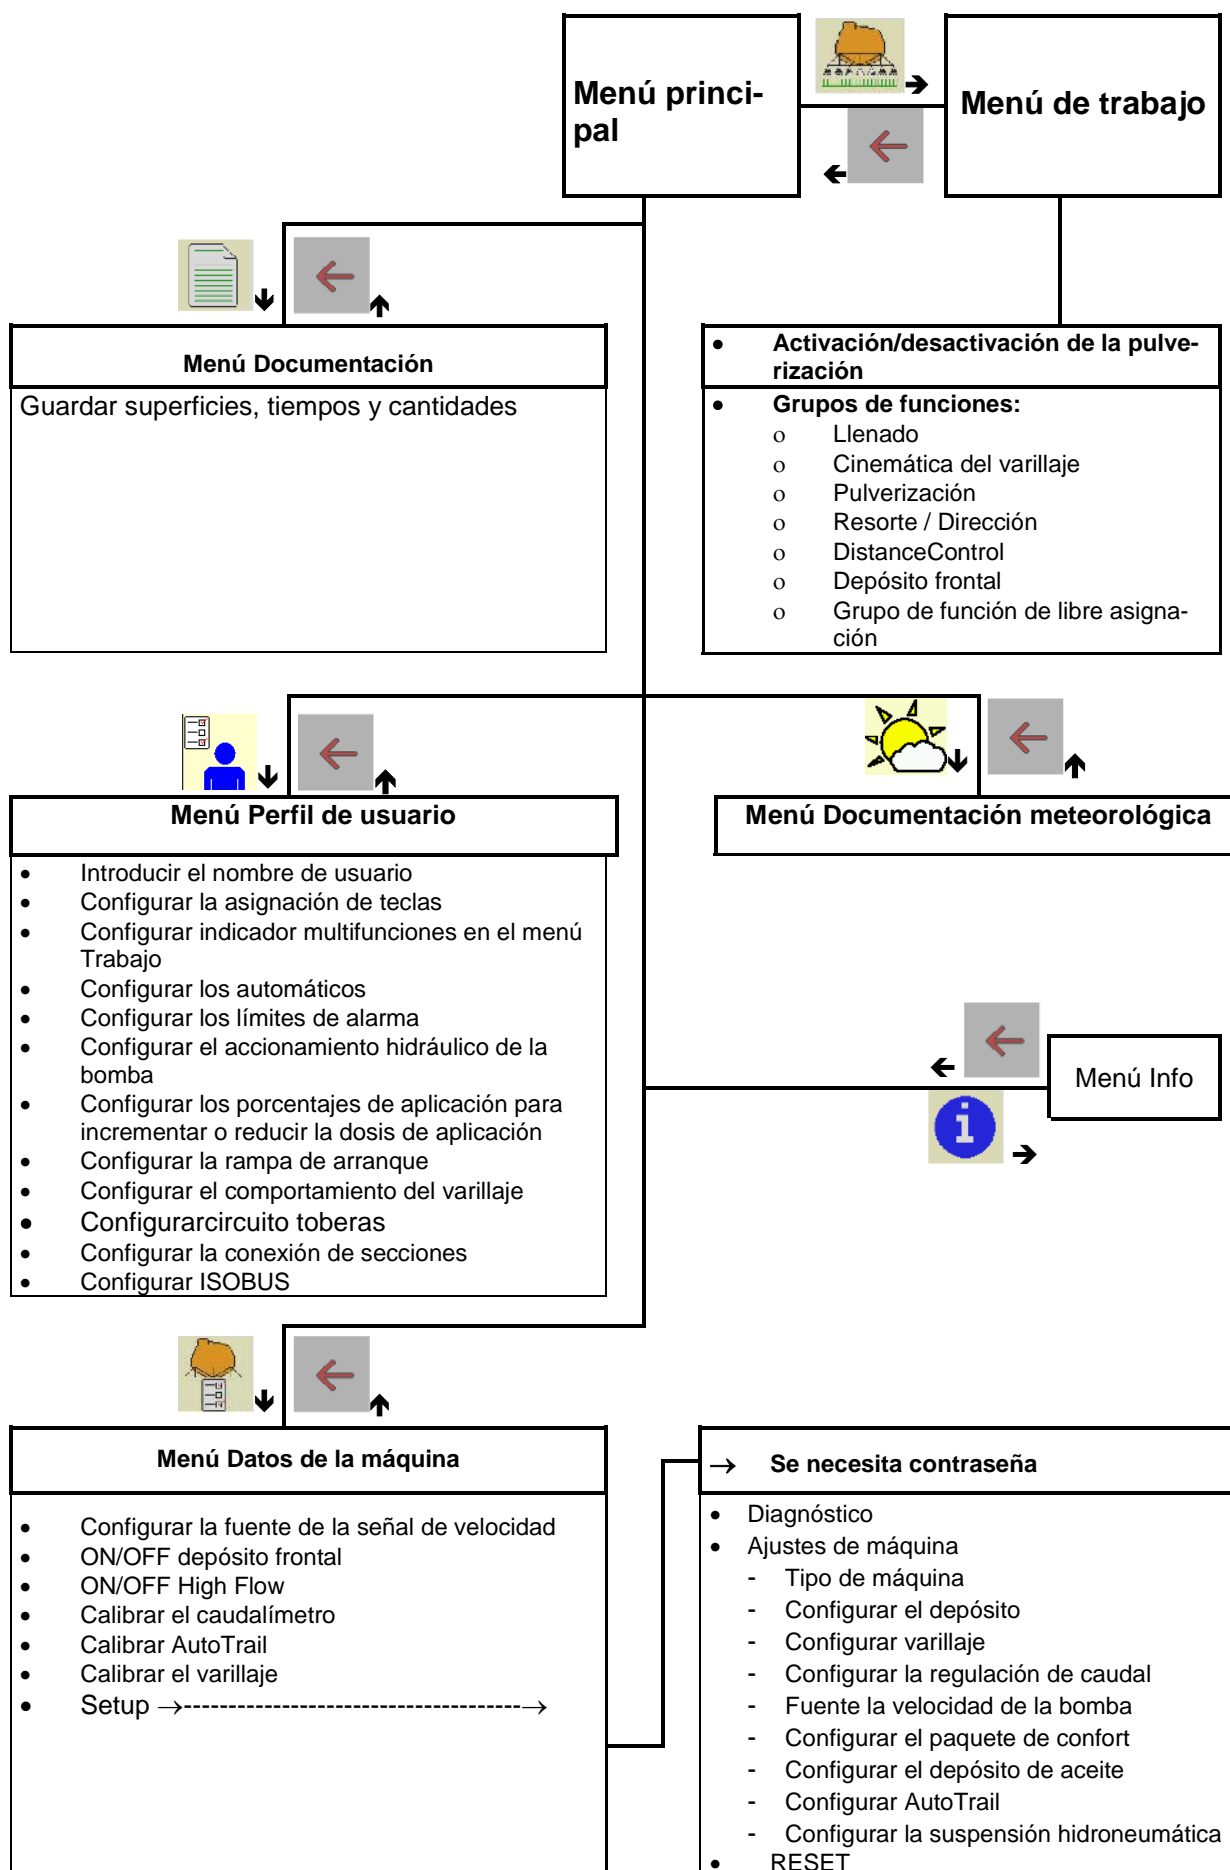 Menú princi-
pal
Menú de trabajo
Menú Documentación
Guardar superficies, tiempos y cantidades
• Activación/desactivación de la pulve-
rización
• Grupos de funciones:
o Llenado
o Cinemática del varillaje
o Pulverización
o Resorte / Dirección
o DistanceControl
o Depósito frontal
o Grupo de función de libre asigna-
ción
Menú Perfil de usuario
• Introducir el nombre de usuario
• Configurar la asignación de teclas
• Configurar indicador multifunciones en el menú
Trabajo
• Configurar los automáticos
• Configurar los límites de alarma
• Configurar el accionamiento hidráulico de la
bomba
• Configurar los porcentajes de aplicación para
incrementar o reducir la dosis de aplicación
• Configurar la rampa de arranque
• Configurar el comportamiento del varillaje
• Configurarcircuito toberas
• Configurar la conexión de secciones
• Configurar ISOBUS
Menú Documentación meteorológica
Menú Info
i
Menú Datos de la máquina
• Configurar la fuente de la señal de velocidad
• ON/OFF depósito frontal
• ON/OFF High Flow
• Calibrar el caudalímetro
• Calibrar AutoTrail
• Calibrar el varillaje
• Setup →--------------------------------------→
→ Se necesita contraseña
• Diagnóstico
• Ajustes de máquina
- Tipo de máquina
- Configurar el depósito
- Configurar varillaje
- Configurar la regulación de caudal
- Fuente la velocidad de la bomba
- Configurar el paquete de confort
- Configurar el depósito de aceite
- Configurar AutoTrail
- Configurar la suspensión hidroneumática
• RESET